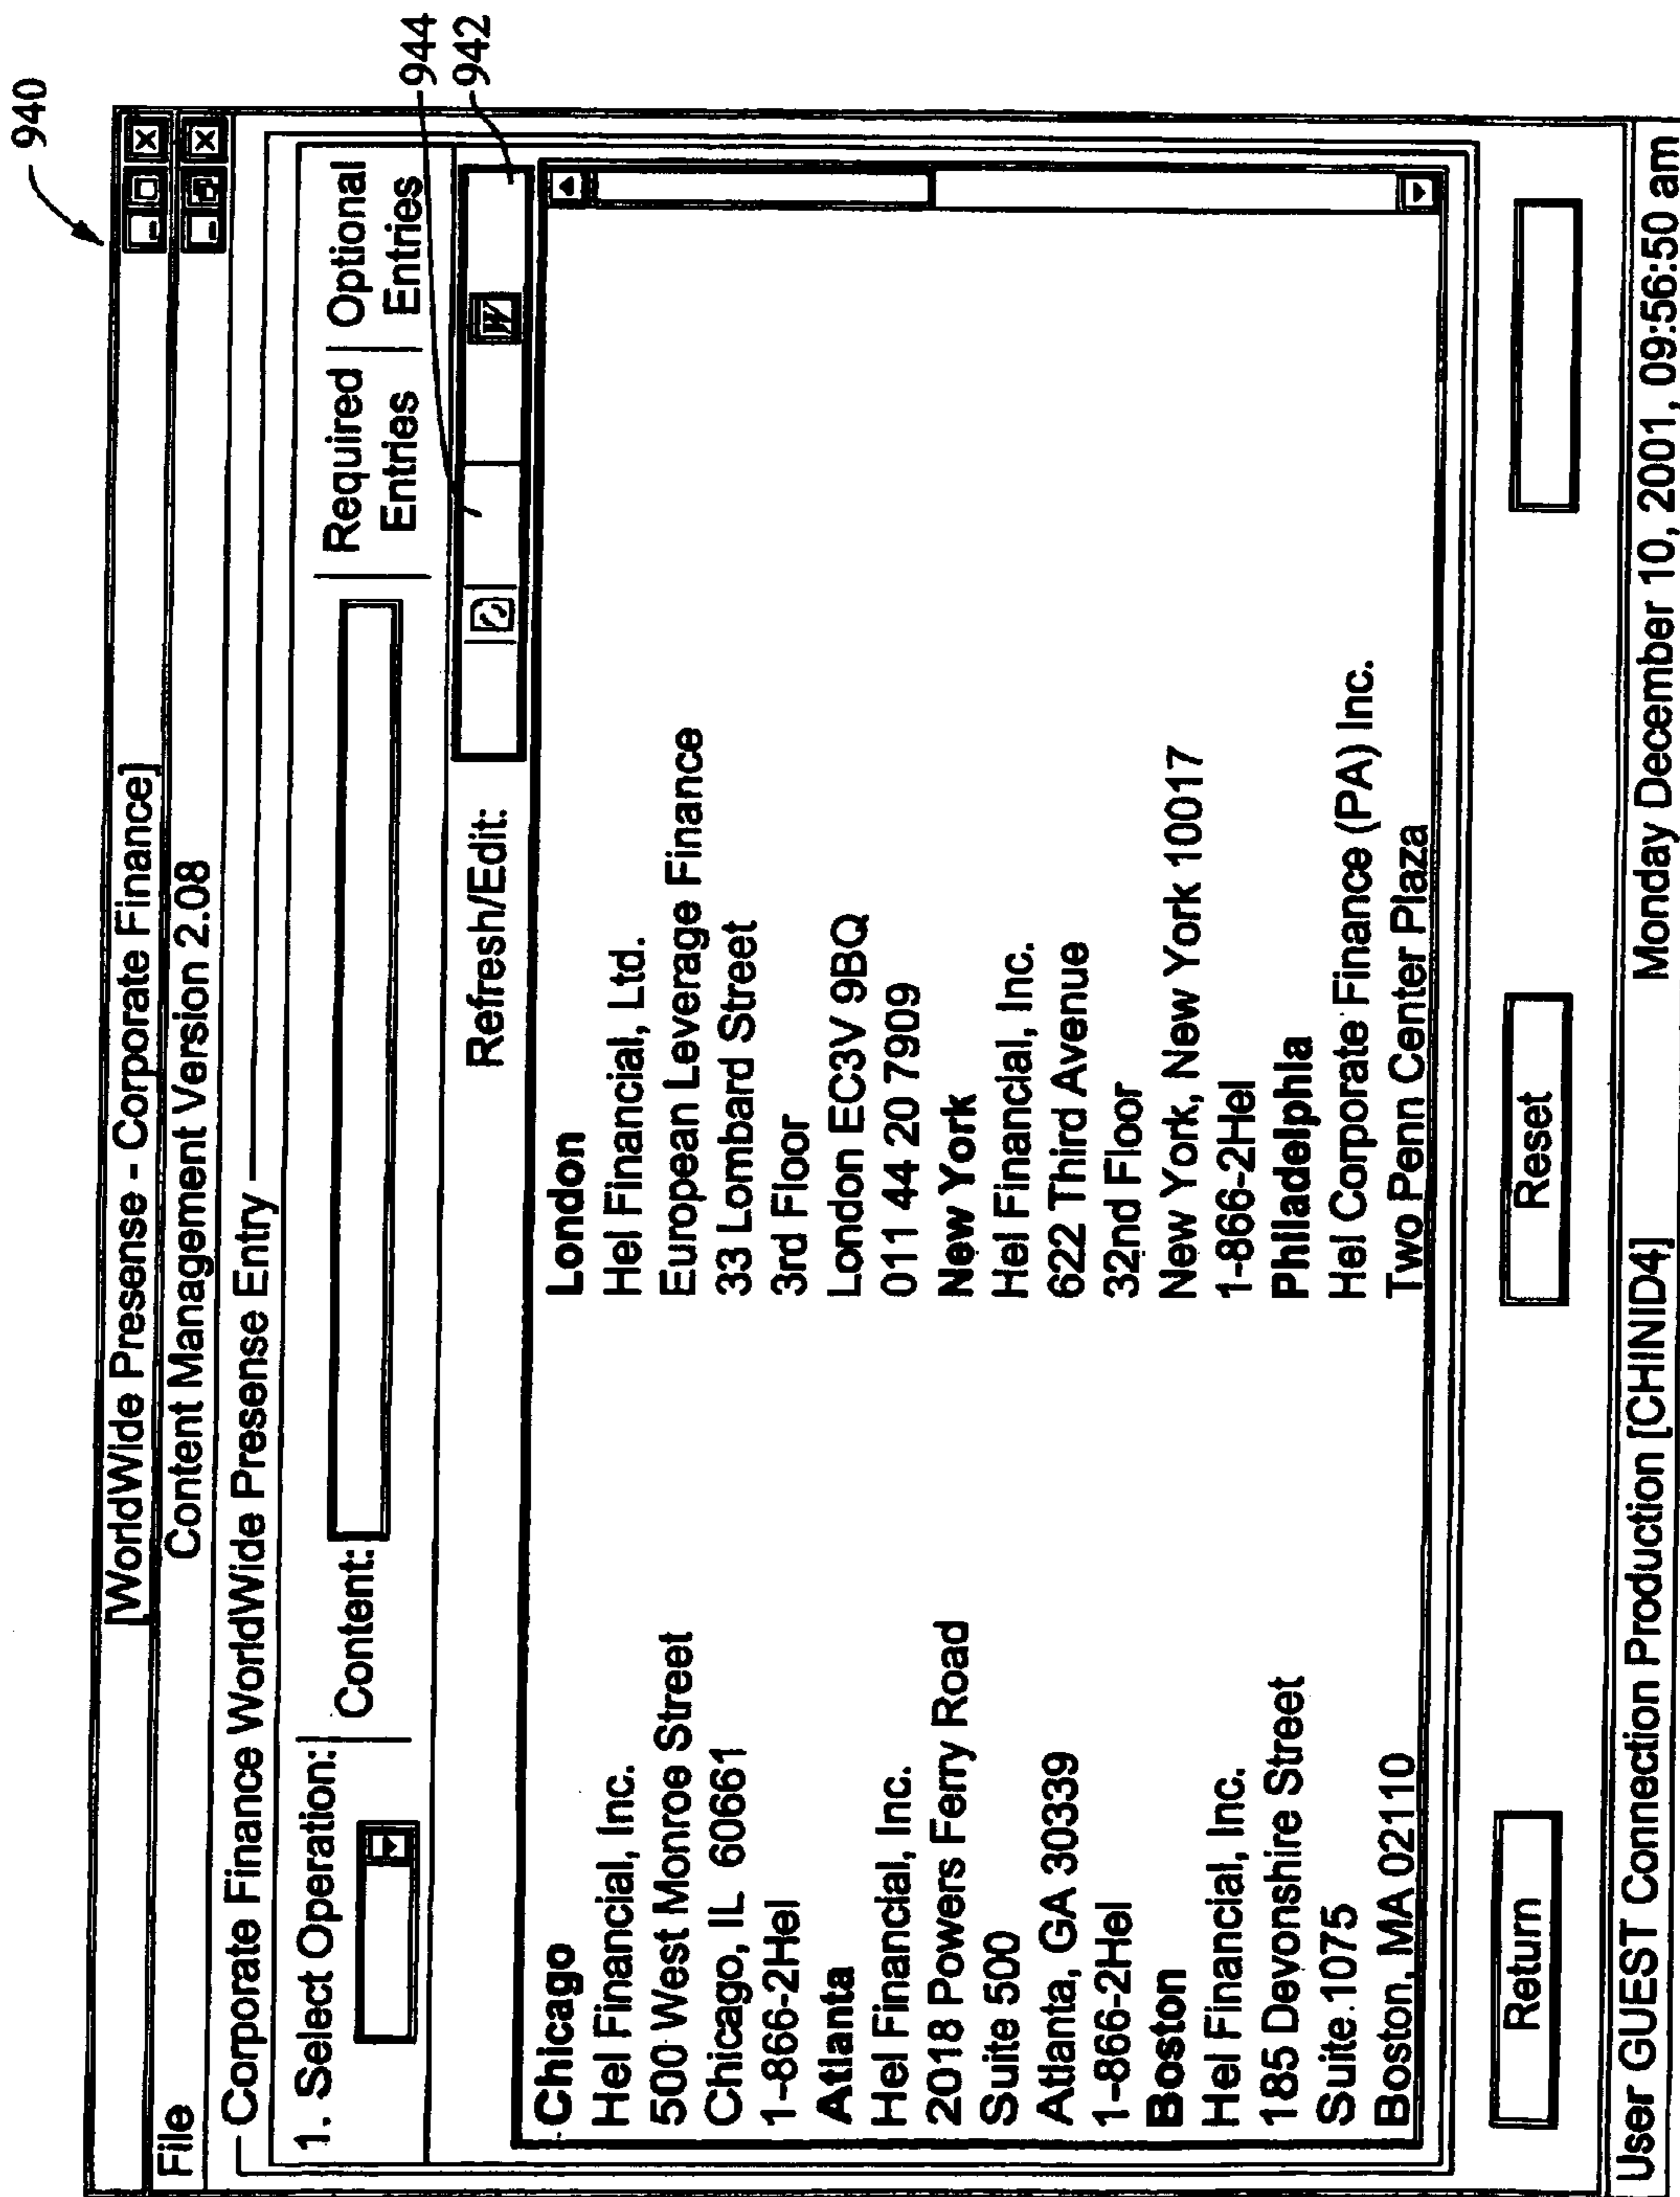 940
[WorldWide Presense - Corporate Finance]
File
Content Management Version 2.08
Corporate Finance WorldWide Presense Entry
1. Select Operation:
Content:
Required Entries
Optional Entries
944
942
Refresh/Edit:
W
Chicago
Hel Financial, Inc.
500 West Monroe Street
Chicago, IL 60661
1-866-2Hel
Atlanta
Hel Financial, Inc.
2018 Powers Ferry Road
Suite 500
Atlanta, GA 30339
1-866-2Hel
Boston
Hel Financial, Inc.
185 Devonshire Street
Suite 1075
Boston, MA 02110
London
Hel Financial, Ltd.
European Leverage Finance
33 Lombard Street
3rd Floor
London EC3V 9BQ
011 44 20 7909
New York
Hel Financial, Inc.
622 Third Avenue
32nd Floor
New York, New York 10017
1-866-2Hel
Philadelphia
Hel Corporate Finance (PA) Inc.
Two Penn Center Plaza
Return
Reset
User GUEST Connection Production [CHINID4]
Monday December 10, 2001, 09:56:50 am